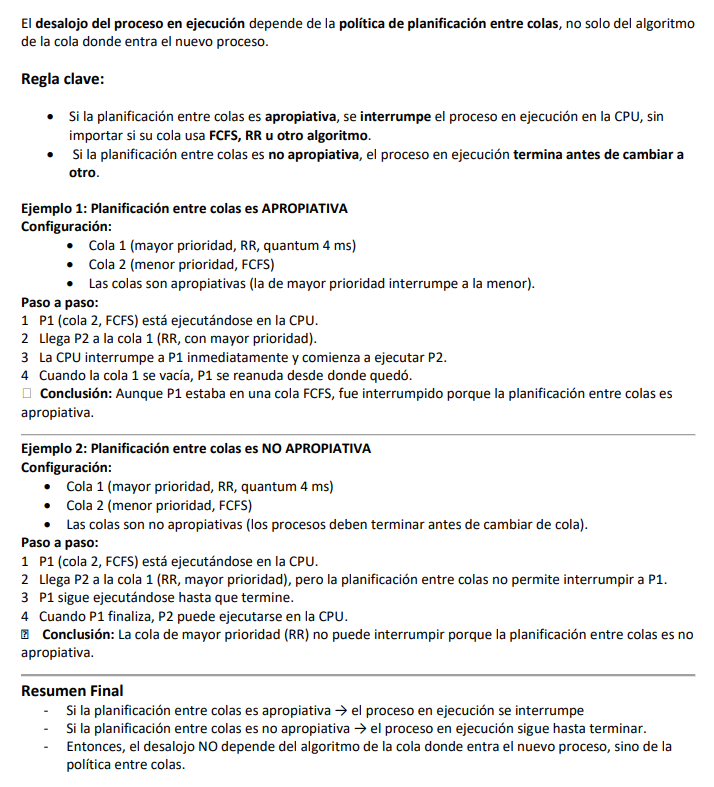 El desalojo del proceso en ejecución depende de la política de planificación entre colas, no solo del algoritmo
de la cola donde entra el nuevo proceso.
Regla clave:
• Si la planificación entre colas es apropiativa, se interrumpe el proceso en ejecución en la CPU, sin
importar si su cola usa FCFS, RR u otro algoritmo.
• Si la planificación entre colas es no apropiativa, el proceso en ejecución termina antes de cambiar a
otro.
Ejemplo 1: Planificación entre colas es APROPIATIVA
Configuración:
• Cola 1 (mayor prioridad, RR, quantum 4 ms)
• Cola 2 (menor prioridad, FCFS)
• Las colas son apropiativas (la de mayor prioridad interrumpe a la menor).
Paso a paso:
1 P1 (cola 2, FCFS) está ejecutándose en la CPU.
2 Llega P2 a la cola 1 (RR, con mayor prioridad).
3 La CPU interrumpe a P1 inmediatamente y comienza a ejecutar P2.
4 Cuando la cola 1 se vacía, P1 se reanuda desde donde quedó.
Conclusión: Aunque P1 estaba en una cola FCFS, fue interrumpido porque la planificación entre colas es
apropiativa.
Ejemplo 2: Planificación entre colas es NO APROPIATIVA
Configuración:
• Cola 1 (mayor prioridad, RR, quantum 4 ms)
• Cola 2 (menor prioridad, FCFS)
• Las colas son no apropiativas (los procesos deben terminar antes de cambiar de cola).
Paso a paso:
1 P1 (cola 2, FCFS) está ejecutándose en la CPU.
2 Llega P2 a la cola 1 (RR, mayor prioridad), pero la planificación entre colas no permite interrumpir a P1.
3 P1 sigue ejecutándose hasta que termine.
4 Cuando P1 finaliza, P2 puede ejecutarse en la CPU.
Conclusión: La cola de mayor prioridad (RR) no puede interrumpir porque la planificación entre colas es no
apropiativa.
Resumen Final
- Si la planificación entre colas es apropiativa → el proceso en ejecución se interrumpe
- Si la planificación entre colas es no apropiativa → el proceso en ejecución sigue hasta terminar.
- Entonces, el desalojo NO depende del algoritmo de la cola donde entra el nuevo proceso, sino de la
política entre colas.